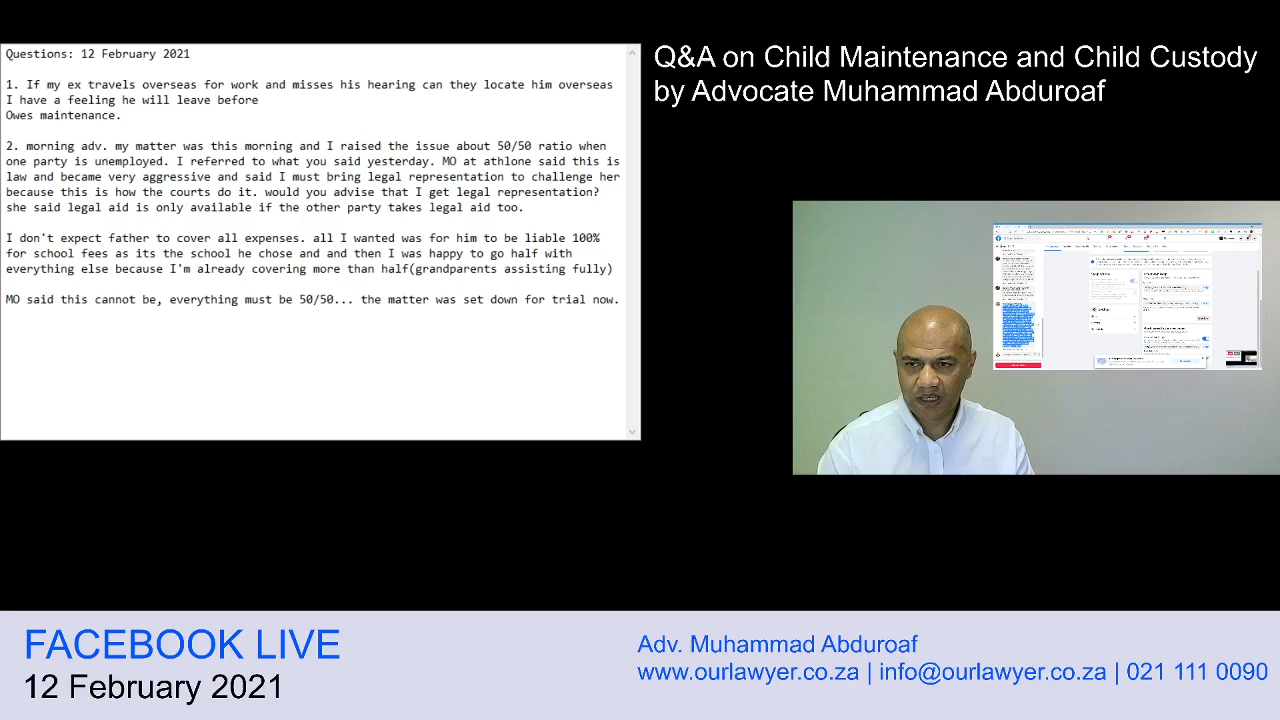 Questions: 12 February 2021
1. If my ex travels overseas for work and misses his hearing can they locate him overseas
I have a feeling he will leave before
Owes maintenance.
2. morning adv. my matter was this morning and I raised the issue about 50/50 ratio when
one party is unemployed. I referred to what you said yesterday. MO at athlone said this is
law and became very aggressive and said I must bring legal representation to challenge her
because this is how the courts do it. would you advise that I get legal representation?
she said legal aid is only available if the other party takes legal aid too.
I don't expect father to cover all expenses. all I wanted was for him to be liable 100%
for school fees as its the school he chose and and then I was happy to go half with
everything else because I'm already covering more than half(grandparents assisting fully)
MO said this cannot be, everything must be 50/50... the matter was set down for trial now.
Q&A on Child Maintenance and Child Custody
by Advocate Muhammad Abduroaf
FACEBOOK LIVE
12 February 2021
Adv. Muhammad Abduroaf
www.ourlawyer.co.za | info@ourlawyer.co.za | 021 111 0090